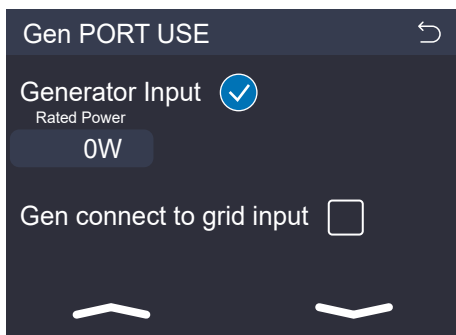 Gen PORT USE
Generator Input
Rated Power
0W
Gen connect to grid input